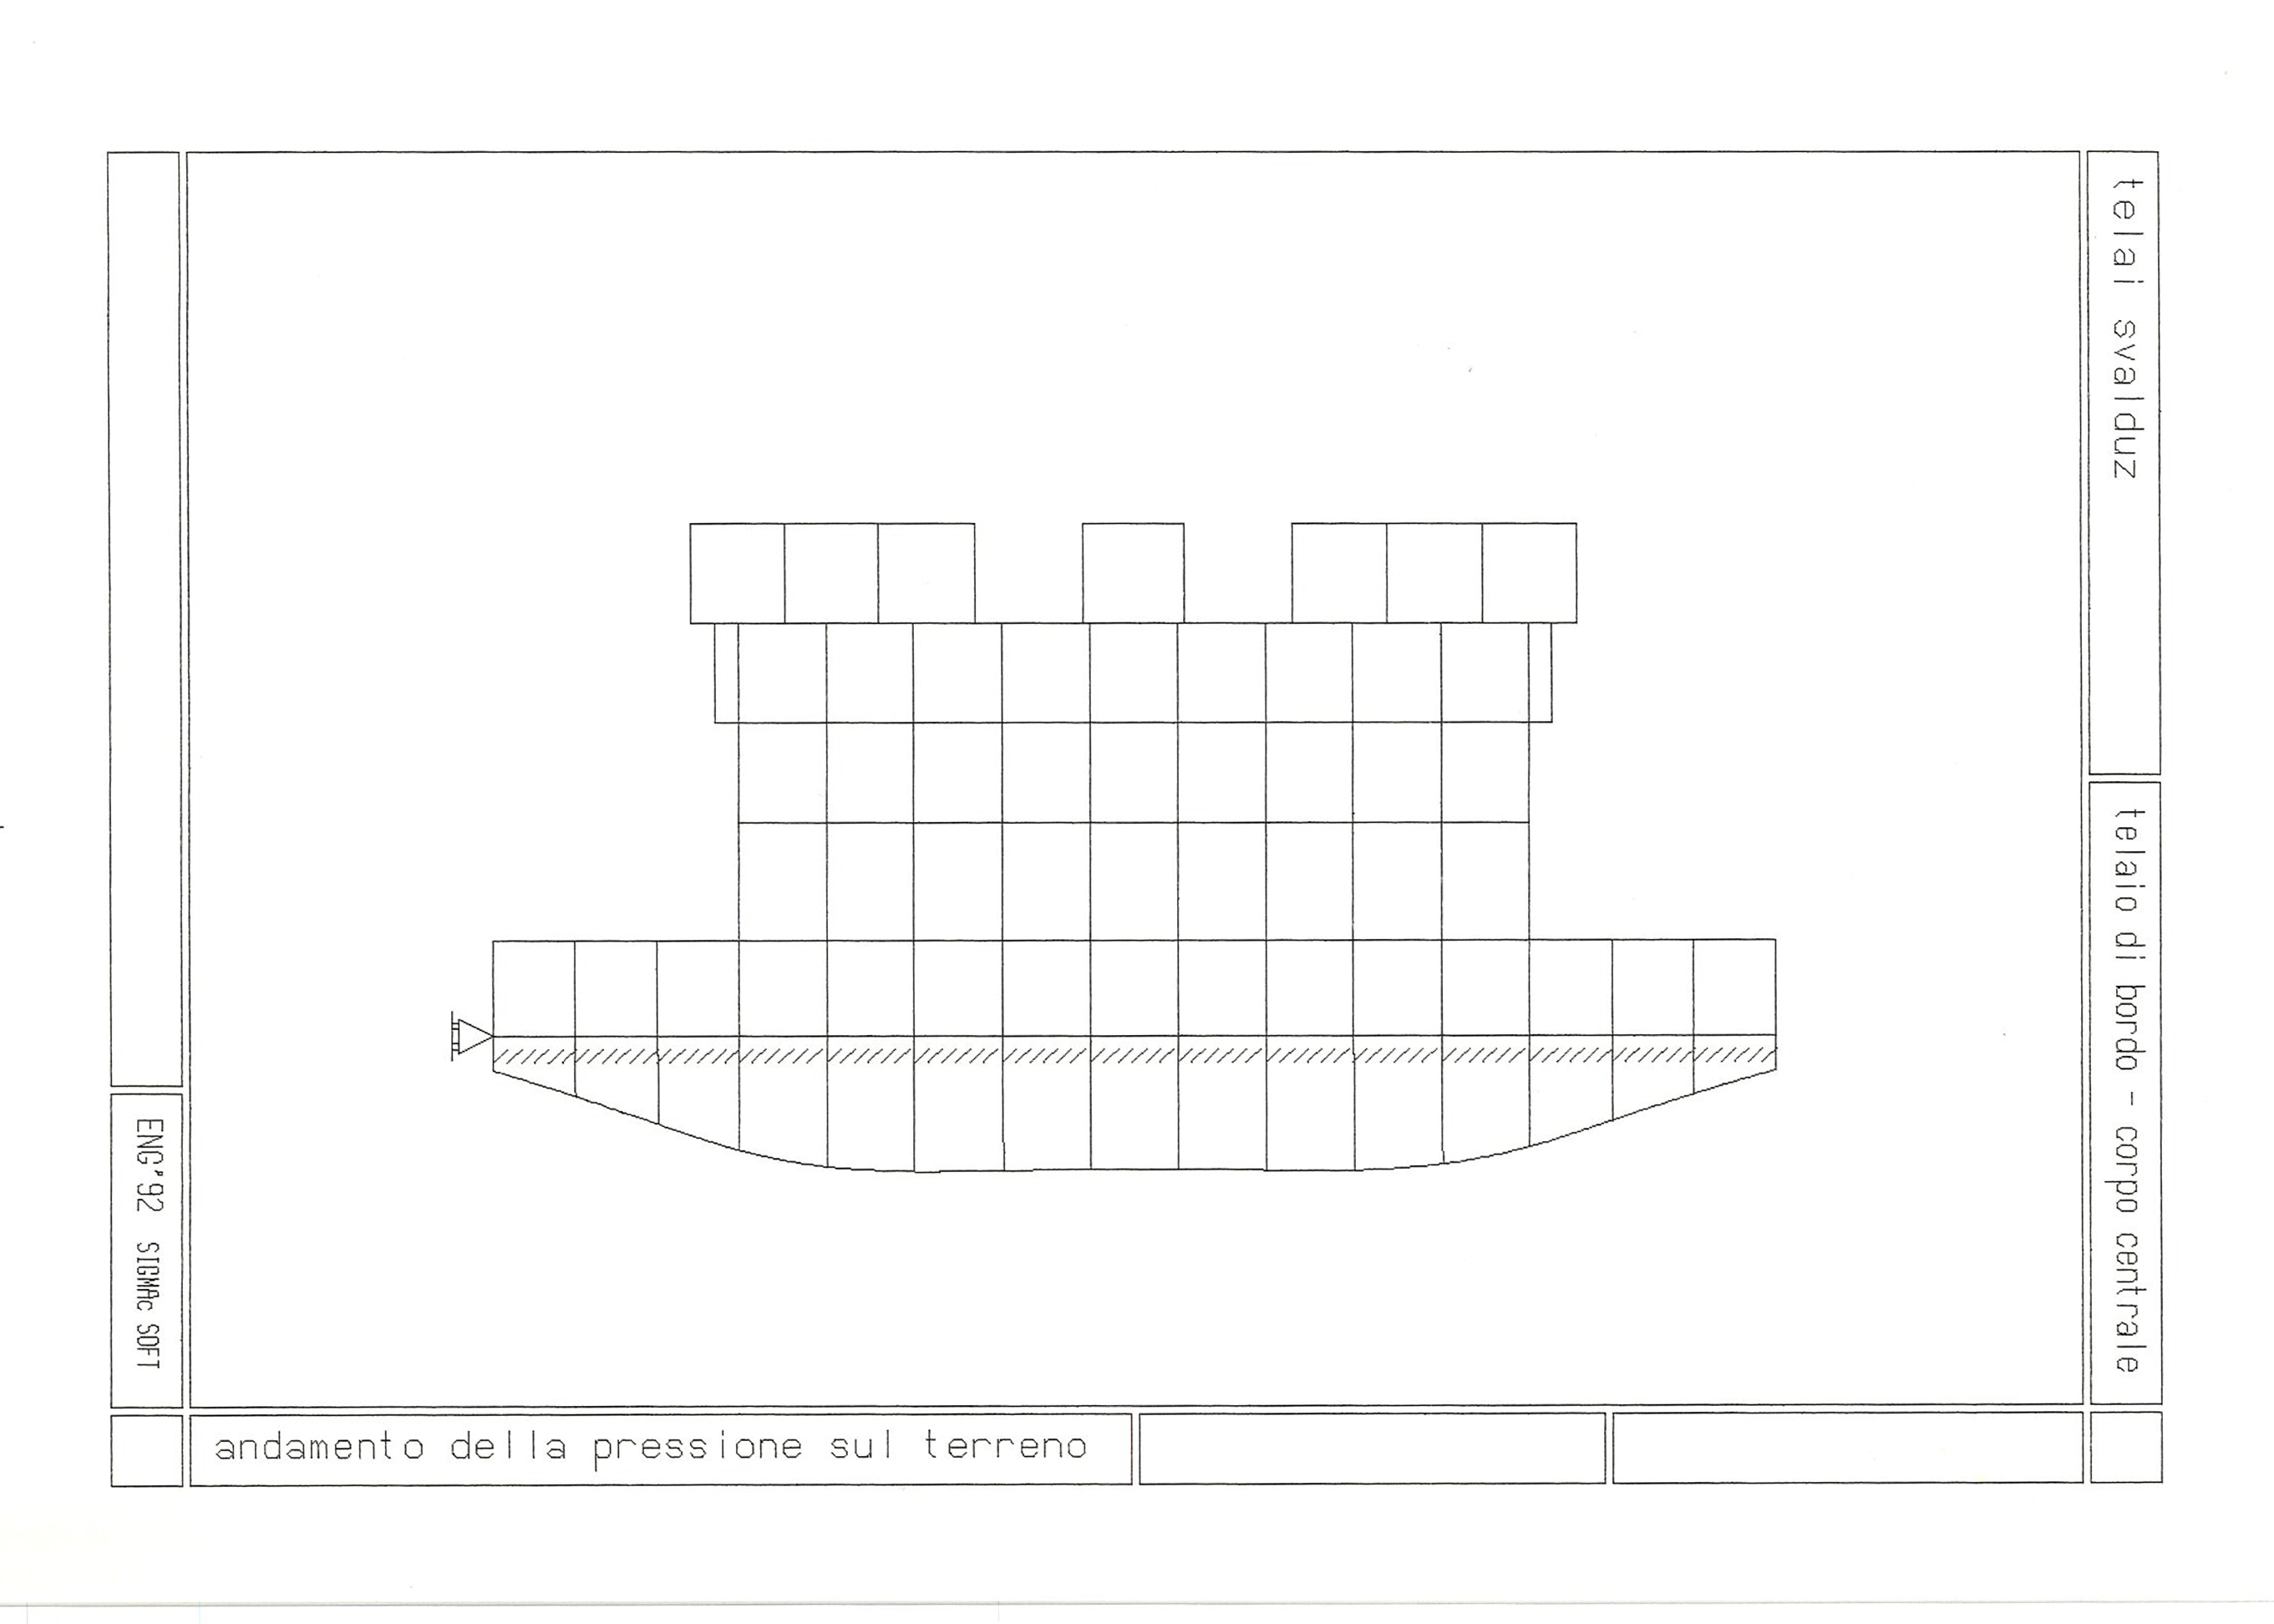 telai svalduz
telaio di bordo - corpo centrale
ENG"92 SIGMAc SOFT
andamento della pressione sul terreno